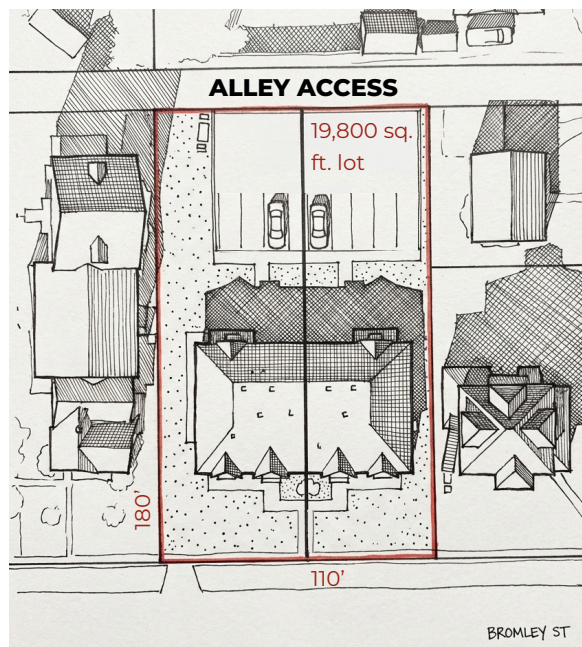 ALLEY ACCESS
19,800 sq.
ft. lot
180’
110’
BROMLEY ST